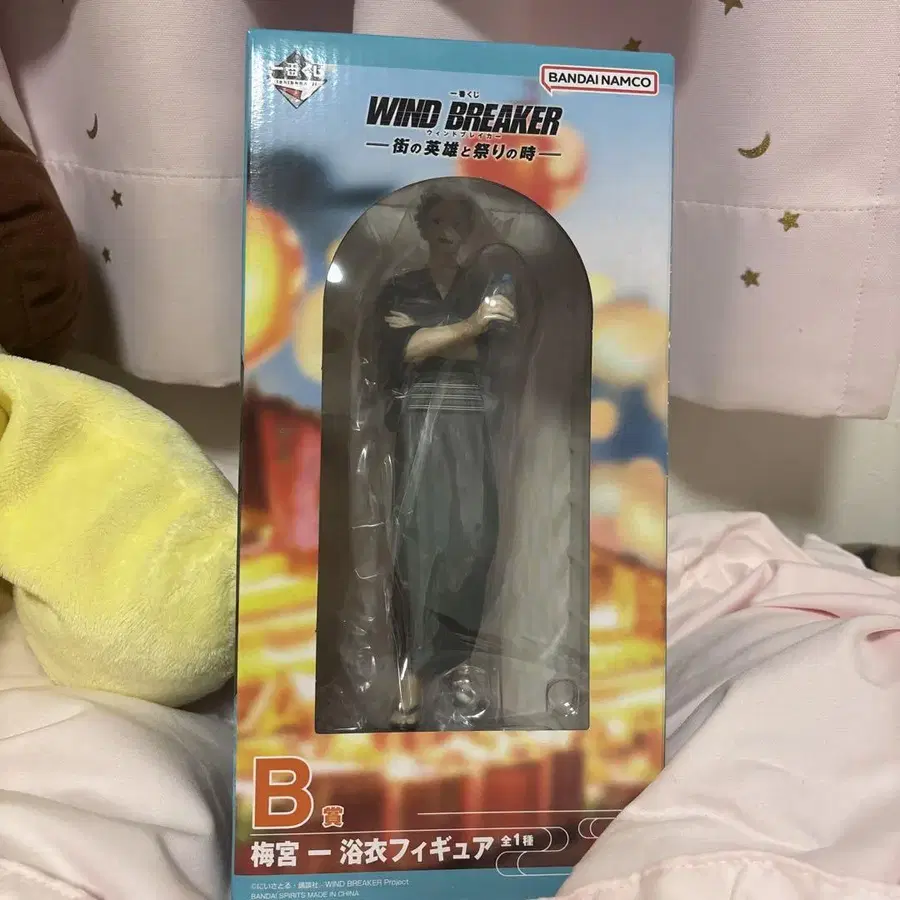 一番くじ
BANDAI NAMCO
一番くじ
WIND BREAKER
ウィンドブレイカー
―街の英雄と祭りの時―
B賞
梅宮 一 浴衣フィギュア 全1種
©にいさとる・講談社/WIND BREAKER Project
BANDAI SPIRITS MADE IN CHINA